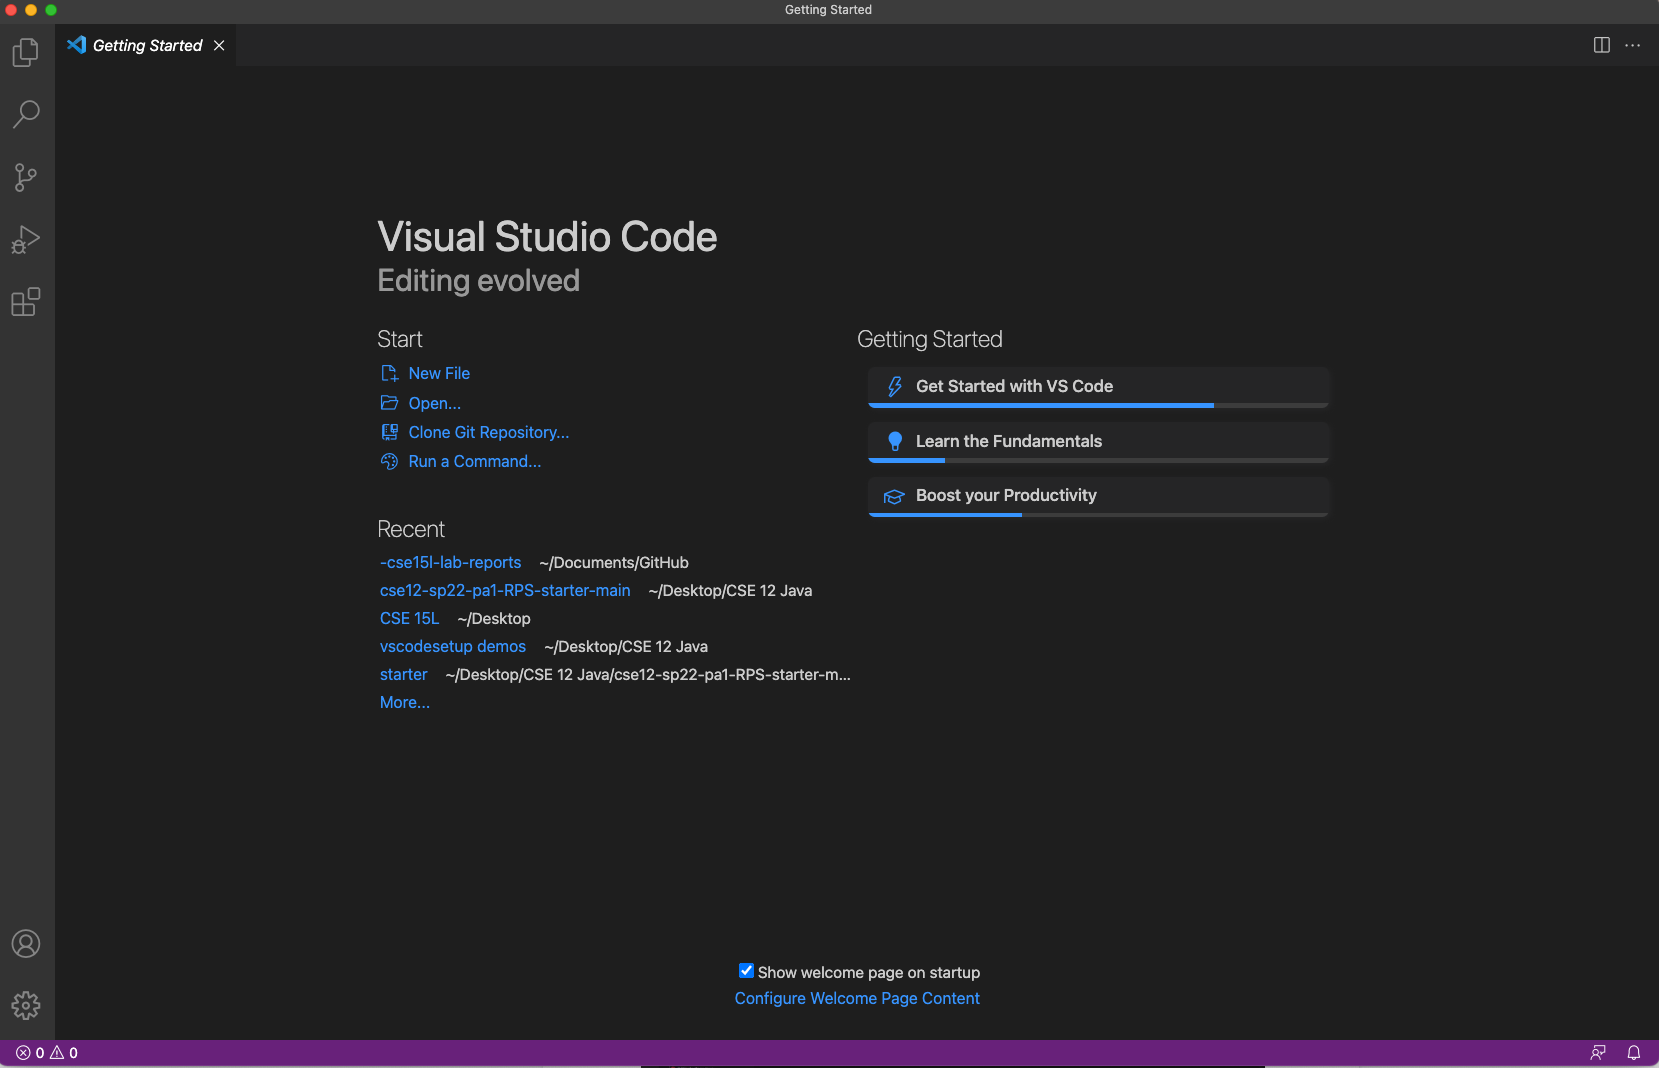 Getting Started
Getting Started
Visual Studio Code
Editing evolved
Start
New File
Open...
Clone Git Repository...
Run a Command...
Recent
-cse15l-lab-reports ~/Documents/GitHub
cse12-sp22-pa1-RPS-starter-main ~/Desktop/CSE 12 Java
CSE 15L ~/Desktop
vscodesetup demos ~/Desktop/CSE 12 Java
starter ~/Desktop/CSE 12 Java/cse12-sp22-pa1-RPS-starter-m...
More...
Getting Started
Get Started with VS Code
Learn the Fundamentals
Boost your Productivity
Show welcome page on startup
Configure Welcome Page Content
0 0